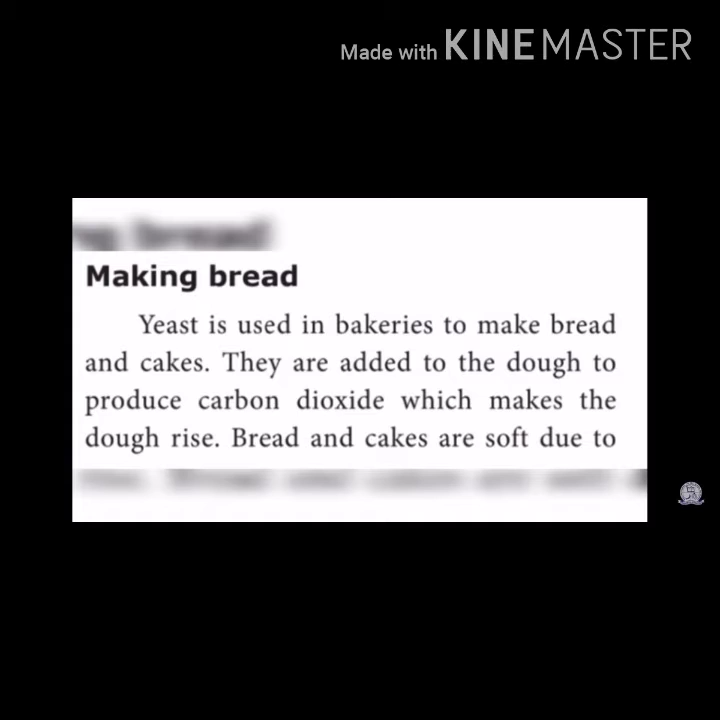 Made with KINEMASTER
Making bread
Yeast is used in bakeries to make bread
and cakes. They are added to the dough to
produce carbon dioxide which makes the
dough rise. Bread and cakes are soft due to